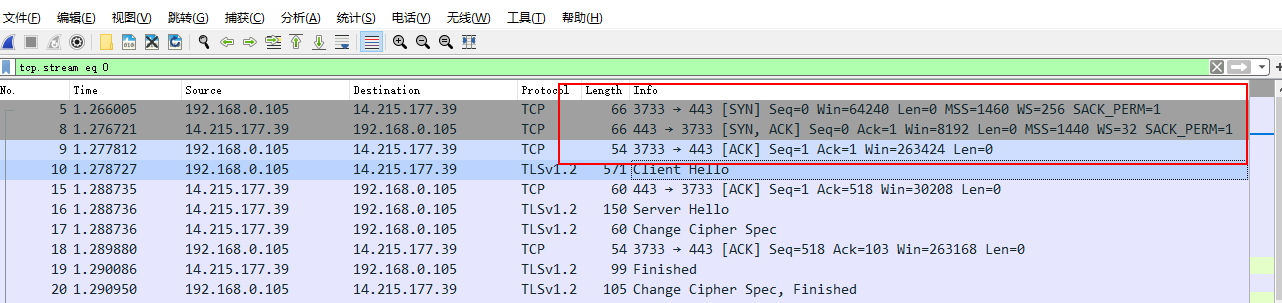 文件(F) 编辑(E) 视图(V) 跳转(G) 捕获(C) 分析(A) 统计(S) 电话(Y) 无线(W) 工具(T) 帮助(H)
tcp.stream eq 0
No. Time Source Destination Protocol Length Info
5 1.266005 192.168.0.105 14.215.177.39 TCP 66 3733 → 443 [SYN] Seq=0 Win=64240 Len=0 MSS=1460 WS=256 SACK_PERM=1
8 1.276721 14.215.177.39 192.168.0.105 TCP 66 443 → 3733 [SYN, ACK] Seq=0 Ack=1 Win=8192 Len=0 MSS=1440 WS=32 SACK_PERM=1
9 1.277812 192.168.0.105 14.215.177.39 TCP 54 3733 → 443 [ACK] Seq=1 Ack=1 Win=263424 Len=0
10 1.278727 192.168.0.105 14.215.177.39 TLSv1.2 571 Client Hello
15 1.288735 14.215.177.39 192.168.0.105 TCP 60 443 → 3733 [ACK] Seq=1 Ack=518 Win=30208 Len=0
16 1.288736 14.215.177.39 192.168.0.105 TLSv1.2 150 Server Hello
17 1.288736 14.215.177.39 192.168.0.105 TLSv1.2 60 Change Cipher Spec
18 1.289880 192.168.0.105 14.215.177.39 TCP 54 3733 → 443 [ACK] Seq=518 Ack=103 Win=263168 Len=0
19 1.290086 14.215.177.39 192.168.0.105 TLSv1.2 99 Finished
20 1.290950 192.168.0.105 14.215.177.39 TLSv1.2 105 Change Cipher Spec, Finished